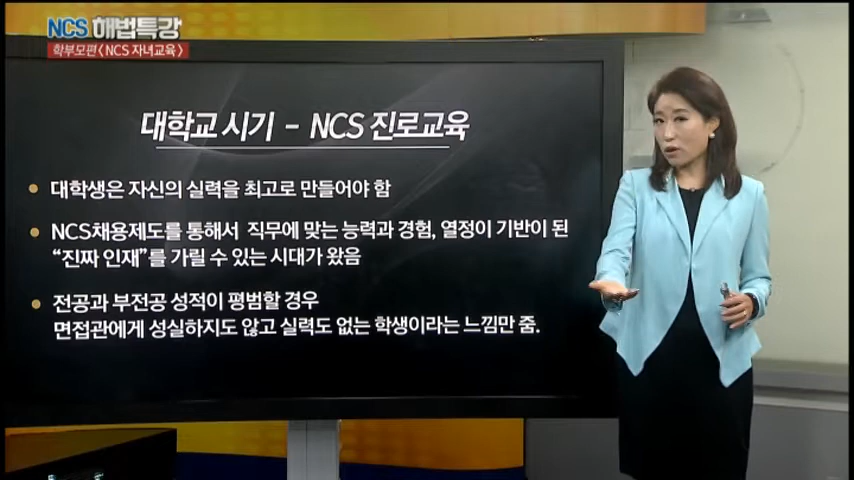 NCS 해법특강
학부모편<NCS 자녀교육>
대학교 시기 - NCS 진로교육
대학생은 자신의 실력을 최고로 만들어야 함
NCS채용제도를 통해서 직무에 맞는 능력과 경험, 열정이 기반이 된
“진짜 인재”를 가릴 수 있는 시대가 왔음
전공과 부전공 성적이 평범할 경우
면접관에게 성실하지도 않고 실력도 없는 학생이라는 느낌만 줌.